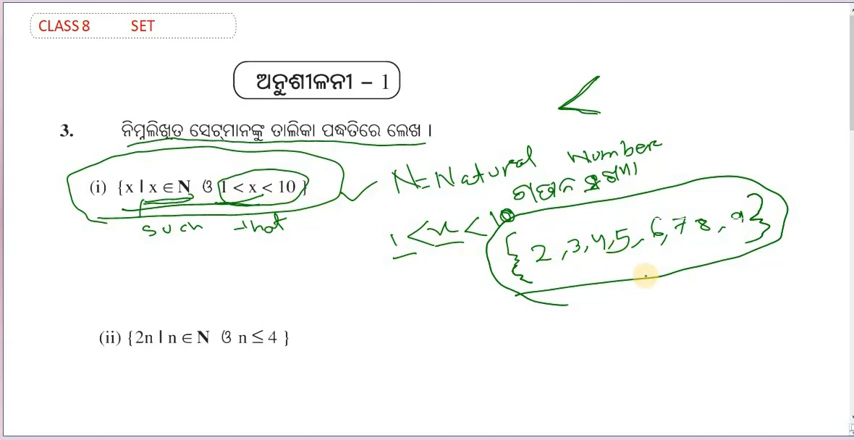 CLASS 8 SET
ଅନୁଶୀଳନୀ – 1
3. ନିମ୍ନଲିଖିତ ସେଟ୍‌ମାନଙ୍କୁ ତାଲିକା ପଦ୍ଧତିରେ ଲେଖ ।
<
(i) {x | x ∈ N ଓ 1 < x < 10}
N=Natural Number
such that
1 < x < 10
{2, 3, 4, 5, 6, 7 8, 9}
(ii) {2n | n ∈ N ଓ n ≤ 4 }